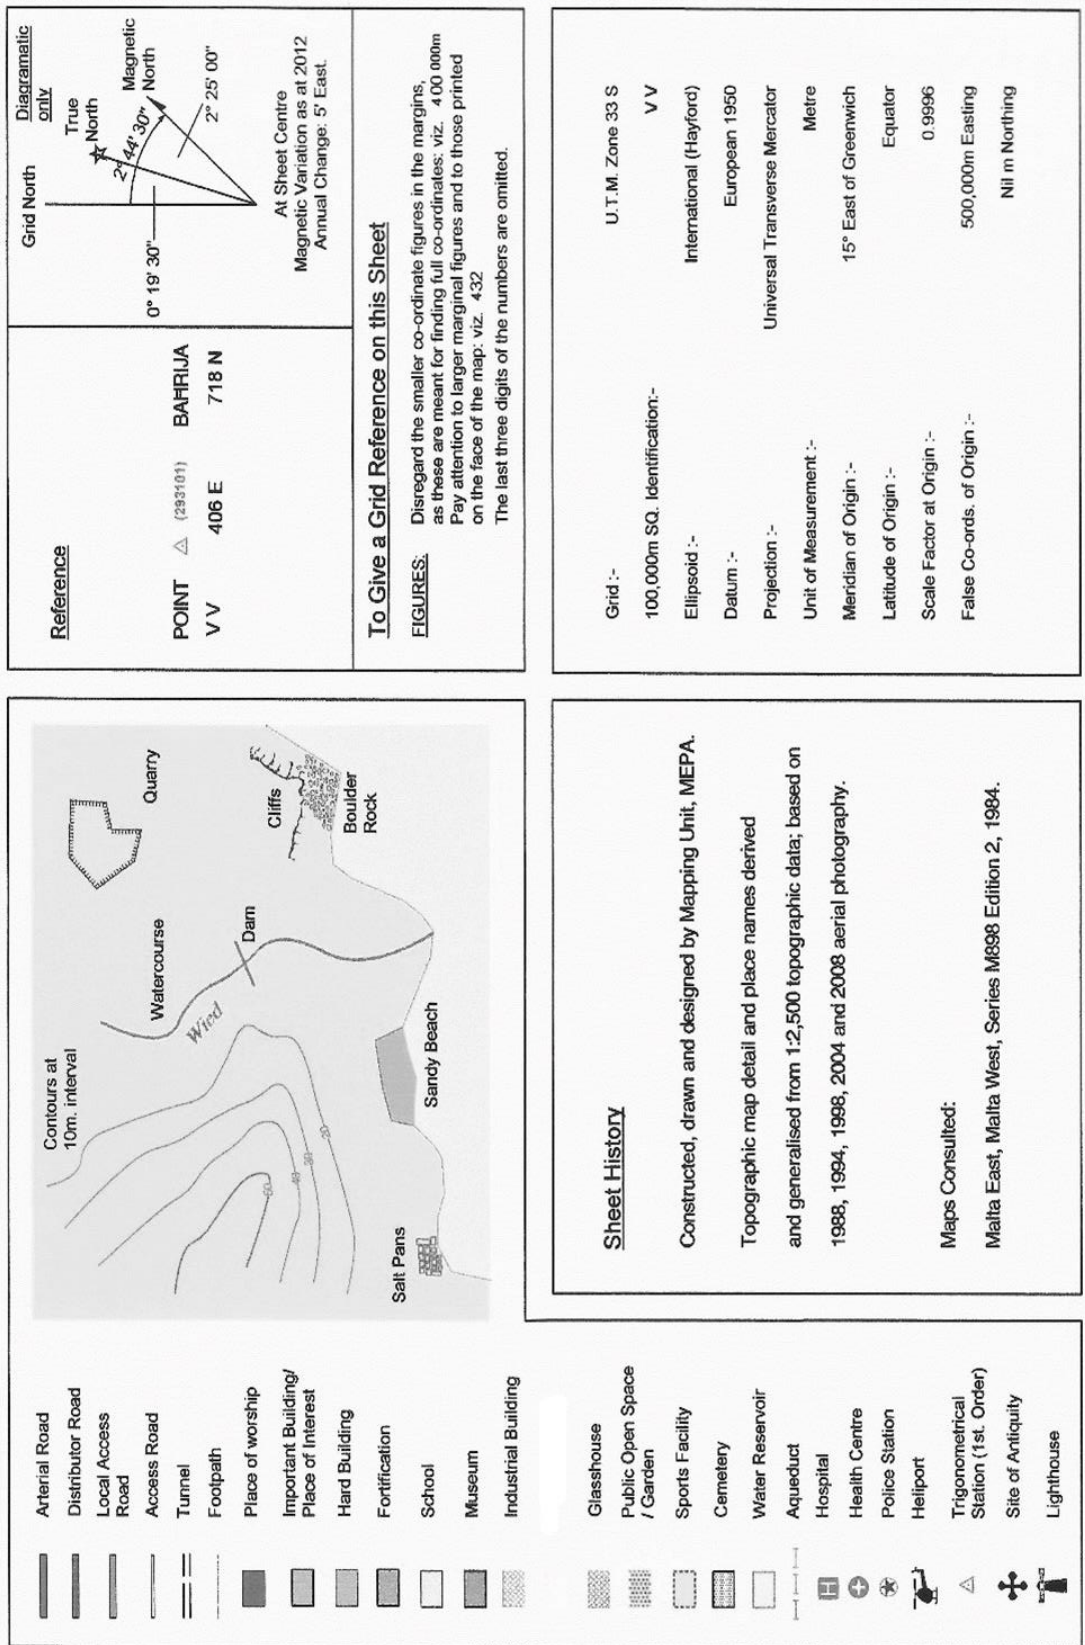 Arterial Road
Distributor Road
Local Access
Road
Access Road
Tunnel
Footpath
Place of worship
Important Building/
Place of Interest
Hard Building
Fortification
School
Museum
Industrial Building
Glasshouse
Public Open Space
/ Garden
Sports Facility
Cemetery
Water Reservoir
Aqueduct
H Hospital
Health Centre
Police Station
Heliport
Trigonometrical
Station (1st. Order)
Site of Antiquity
Lighthouse
Contours at
10m. interval
Watercourse
Quarry
Wied
Dam
Cliffs
Boulder
Rock
Sandy Beach
Salt Pans
50
40
30
20
Reference
POINT (293101) BAHRIJA
V V 406 E 718 N
Diagramatic
only
Grid North
True
North
Magnetic
North
2° 44' 30"
0° 19' 30"
2° 25' 00"
At Sheet Centre
Magnetic Variation as at 2012
Annual Change: 5' East.
To Give a Grid Reference on this Sheet
FIGURES: Disregard the smaller co-ordinate figures in the margins,
as these are meant for finding full co-ordinates: viz. 400 000m
Pay attention to larger marginal figures and to those printed
on the face of the map: viz. 432
The last three digits of the numbers are omitted.
Sheet History
Constructed, drawn and designed by Mapping Unit, MEPA.
Topographic map detail and place names derived
and generalised from 1:2,500 topographic data; based on
1988, 1994, 1998, 2004 and 2008 aerial photography.
Maps Consulted:
Malta East, Malta West, Series M898 Edition 2, 1984.
Grid :- U.T.M. Zone 33 S
100,000m SQ. Identification:- V V
Ellipsoid :- International (Hayford)
Datum :- European 1950
Projection :- Universal Transverse Mercator
Unit of Measurement :- Metre
Meridian of Origin :- 15° East of Greenwich
Latitude of Origin :- Equator
Scale Factor at Origin :- 0.9996
False Co-ords. of Origin :- 500,000m Easting
Nil m Northing